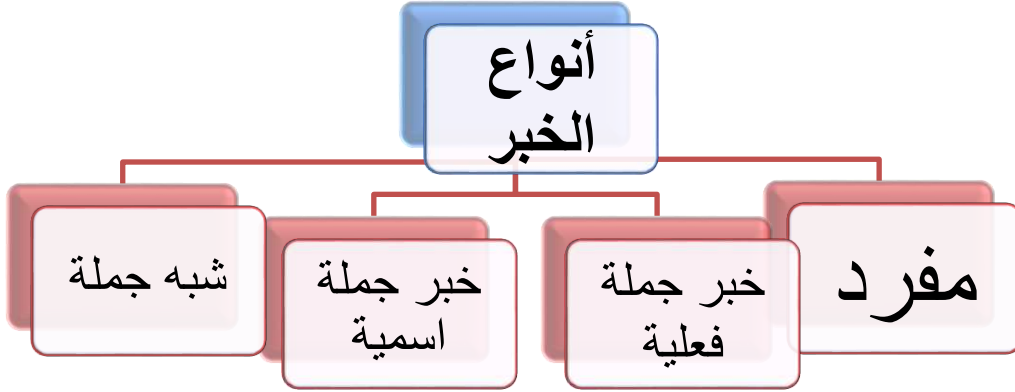 أنواع
الخبر
مفرد
خبر جملة
فعلية
خبر جملة
اسمية
شبه جملة